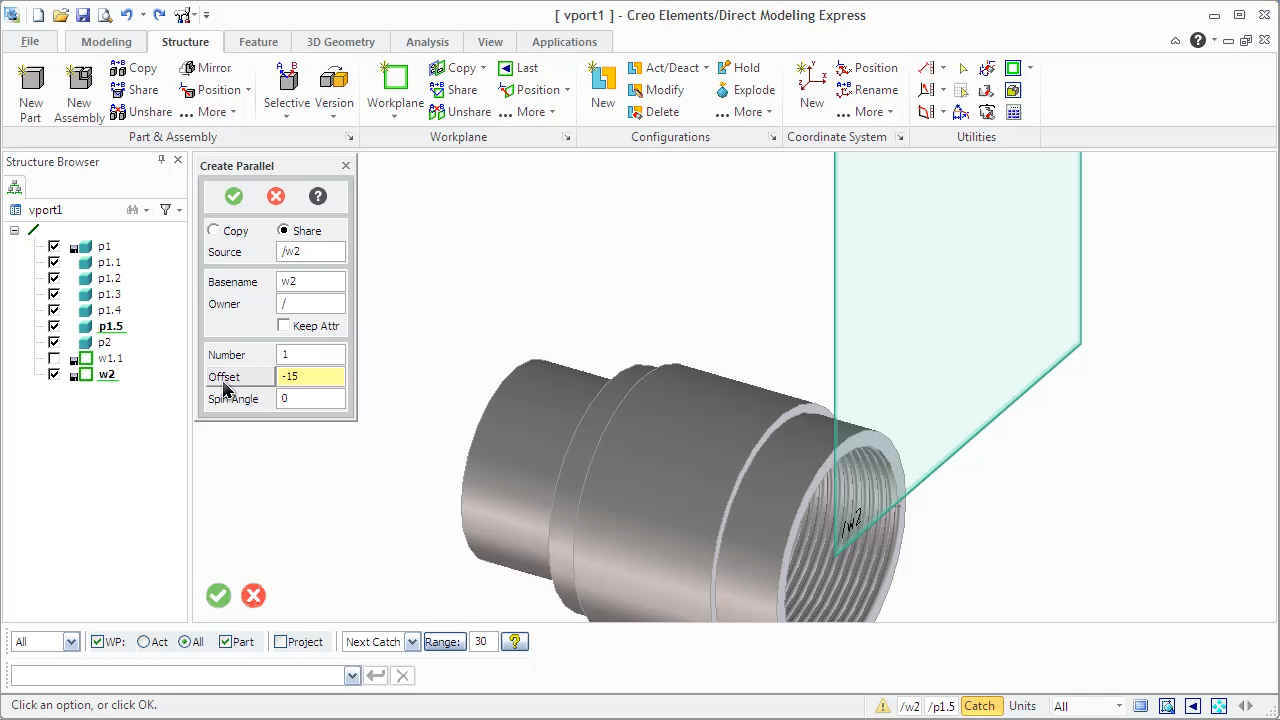 [ vport1 ] - Creo Elements/Direct Modeling Express
File Modeling Structure Feature 3D Geometry Analysis View Applications
New Part
New Assembly
Copy
Share
Unshare
Mirror
Position
... More
Selective
Version
Part & Assembly
Workplane
Copy
Share
Unshare
Last
Position
... More
Workplane
New
Act/Deact
Modify
Delete
Hold
Explode
... More
Configurations
New
Position
Rename
... More
Coordinate System
Utilities
Structure Browser
vport1
p1
p1.1
p1.2
p1.3
p1.4
p1.5
p2
w1.1
w2
Create Parallel
Copy Share
Source /w2
Basename w2
Owner /
Keep Attr
Number 1
Offset -15
Spin Angle 0
/w2
All WP: Act All Part Project Next Catch Range: 30
Click an option, or click OK.
/w2 /p1.5 Catch Units All